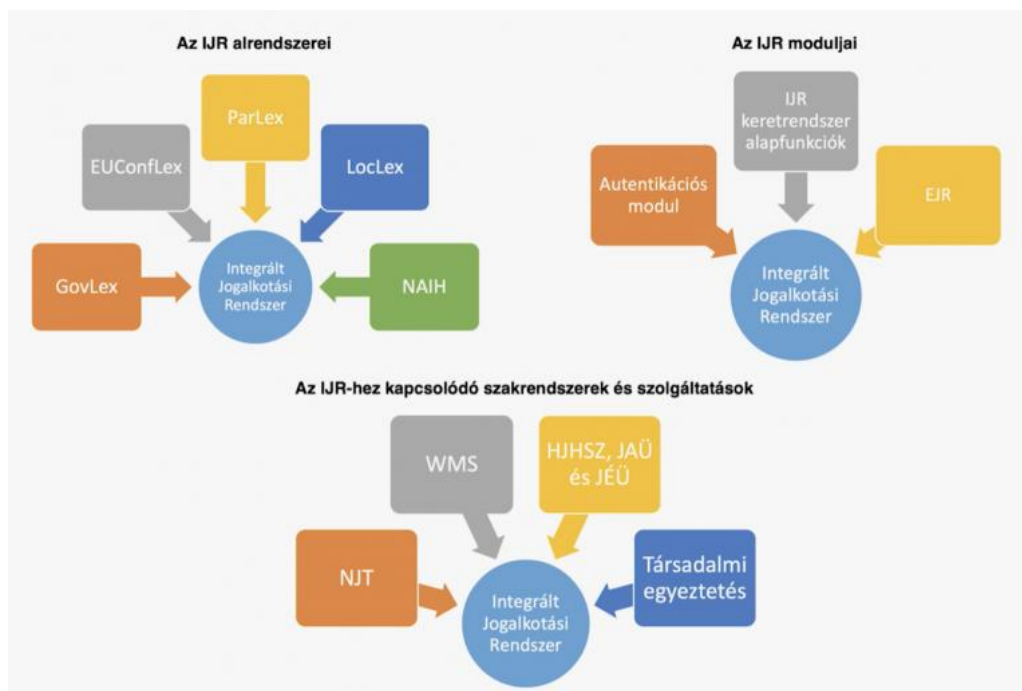 Az IJR alrendszerei
ParLex
EUConfLex
LocLex
GovLex
Integrált
Jogalkotási
Rendszer
NAIH
Az IJR moduljai
IJR
keretrendszer
alapfunkciók
Autentikációs
modul
EJR
Integrált
Jogalkotási
Rendszer
Az IJR-hez kapcsolódó szakrendszerek és szolgáltatások
WMS
HJHSZ, JAÜ
és JÉÜ
NJT
Társadalmi
egyeztetés
Integrált
Jogalkotási
Rendszer